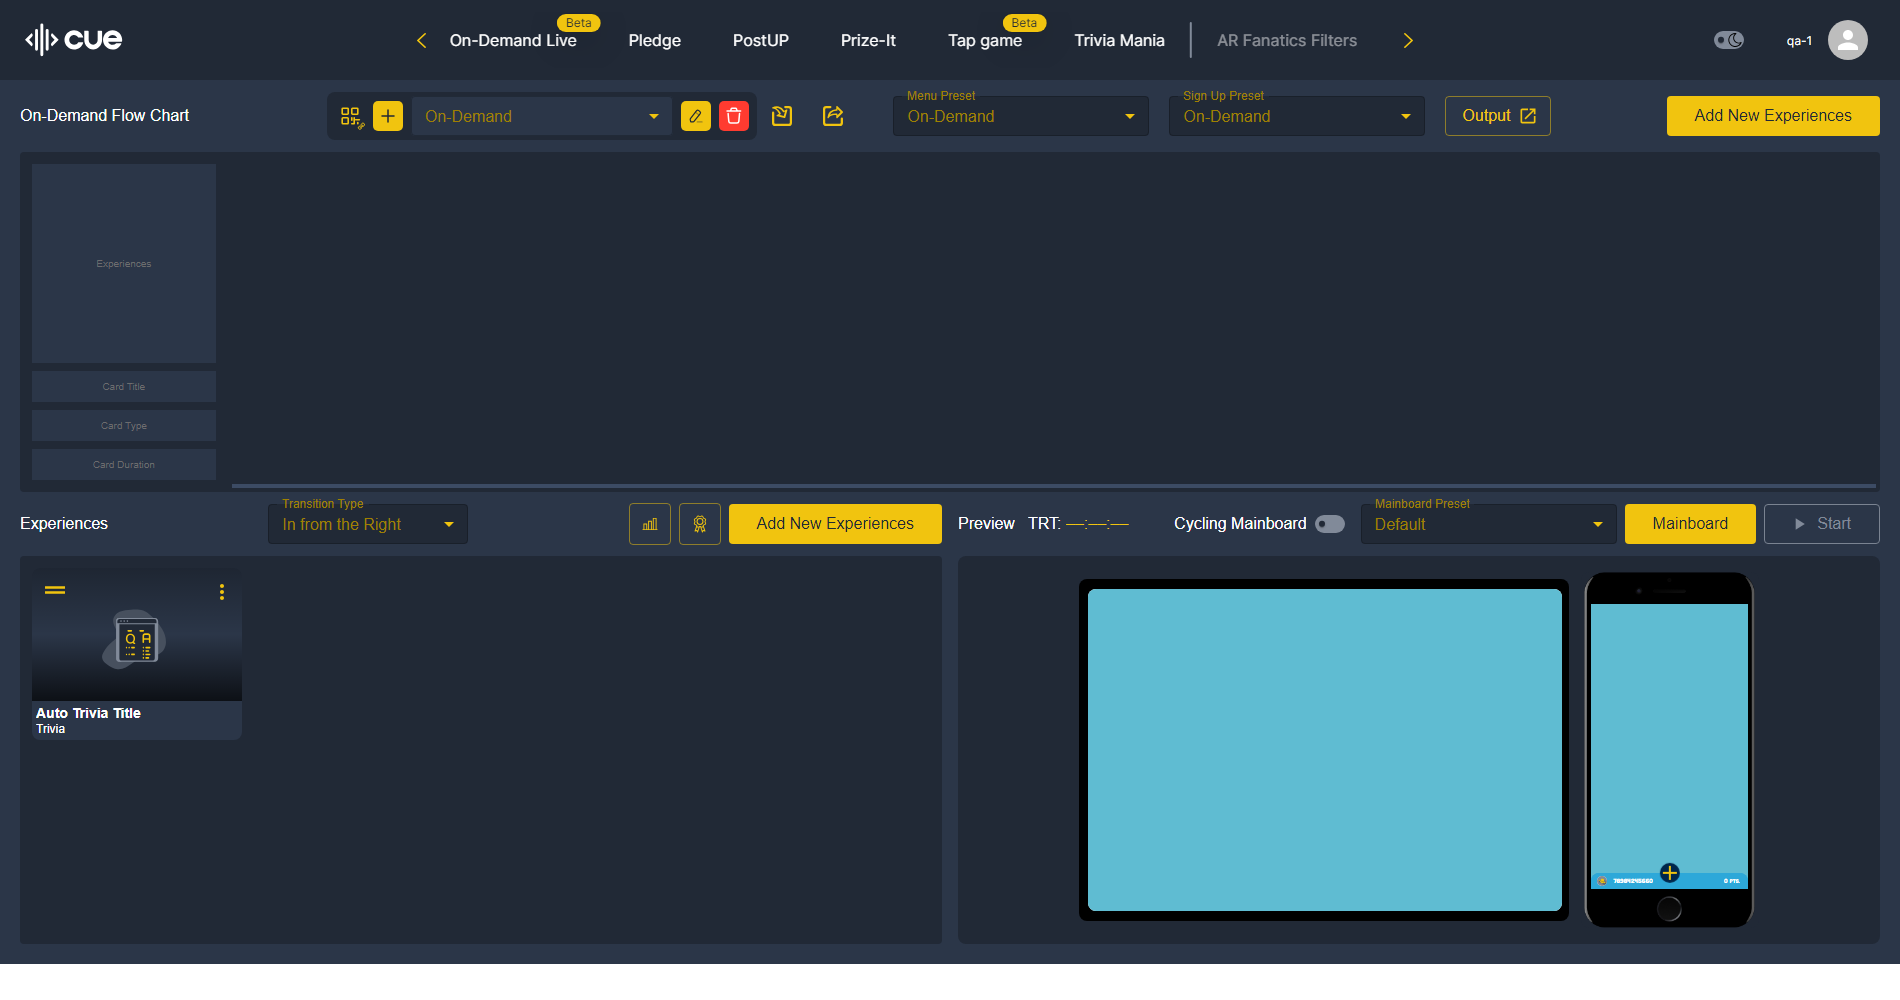 cue
Beta
On-Demand Live
Pledge
PostUP
Prize-It
Beta
Tap game
Trivia Mania
AR Fanatics Filters
qa-1
On-Demand Flow Chart
On-Demand
Menu Preset
On-Demand
Sign Up Preset
On-Demand
Output
Add New Experiences
Experiences
Card Title
Card Type
Card Duration
Experiences
Transition Type
In from the Right
Add New Experiences
Preview
TRT: —:—:—
Cycling Mainboard
Mainboard Preset
Default
Mainboard
Start
Q A
Auto Trivia Title
Trivia
0 PTS.